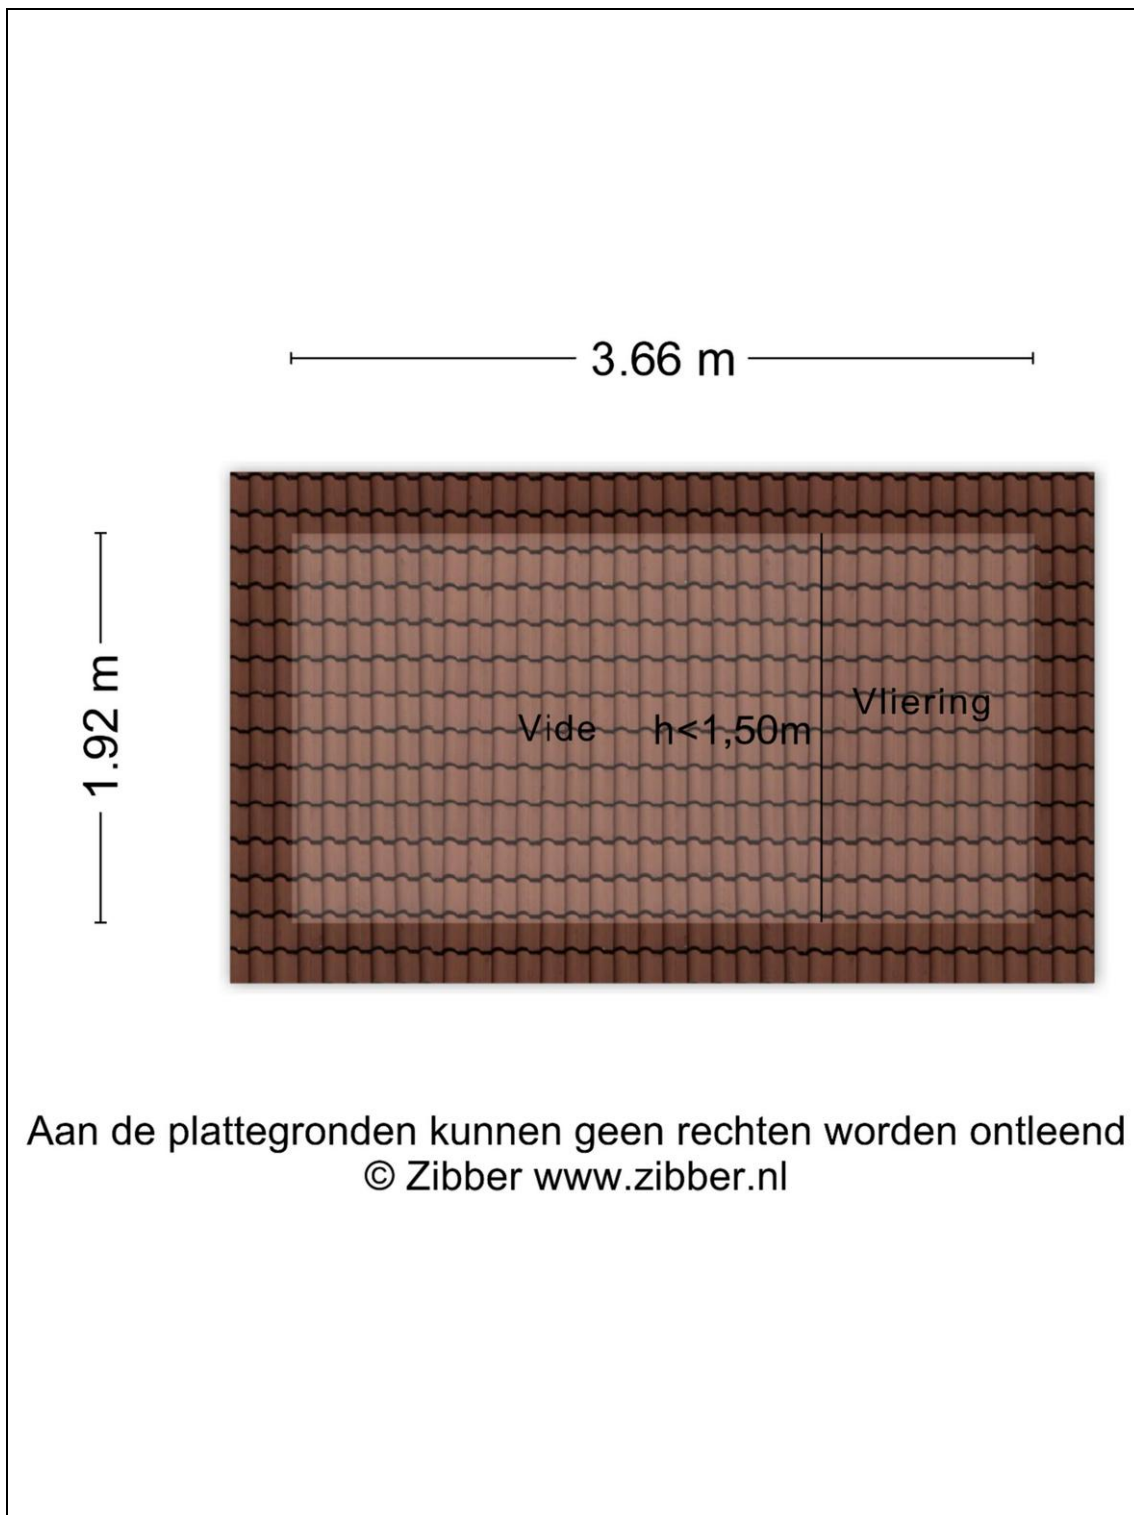 3.66 m
1.92 m
Vliering
Vide h<1,50m
Aan de plattegronden kunnen geen rechten worden ontleend
© Zibber www.zibber.nl